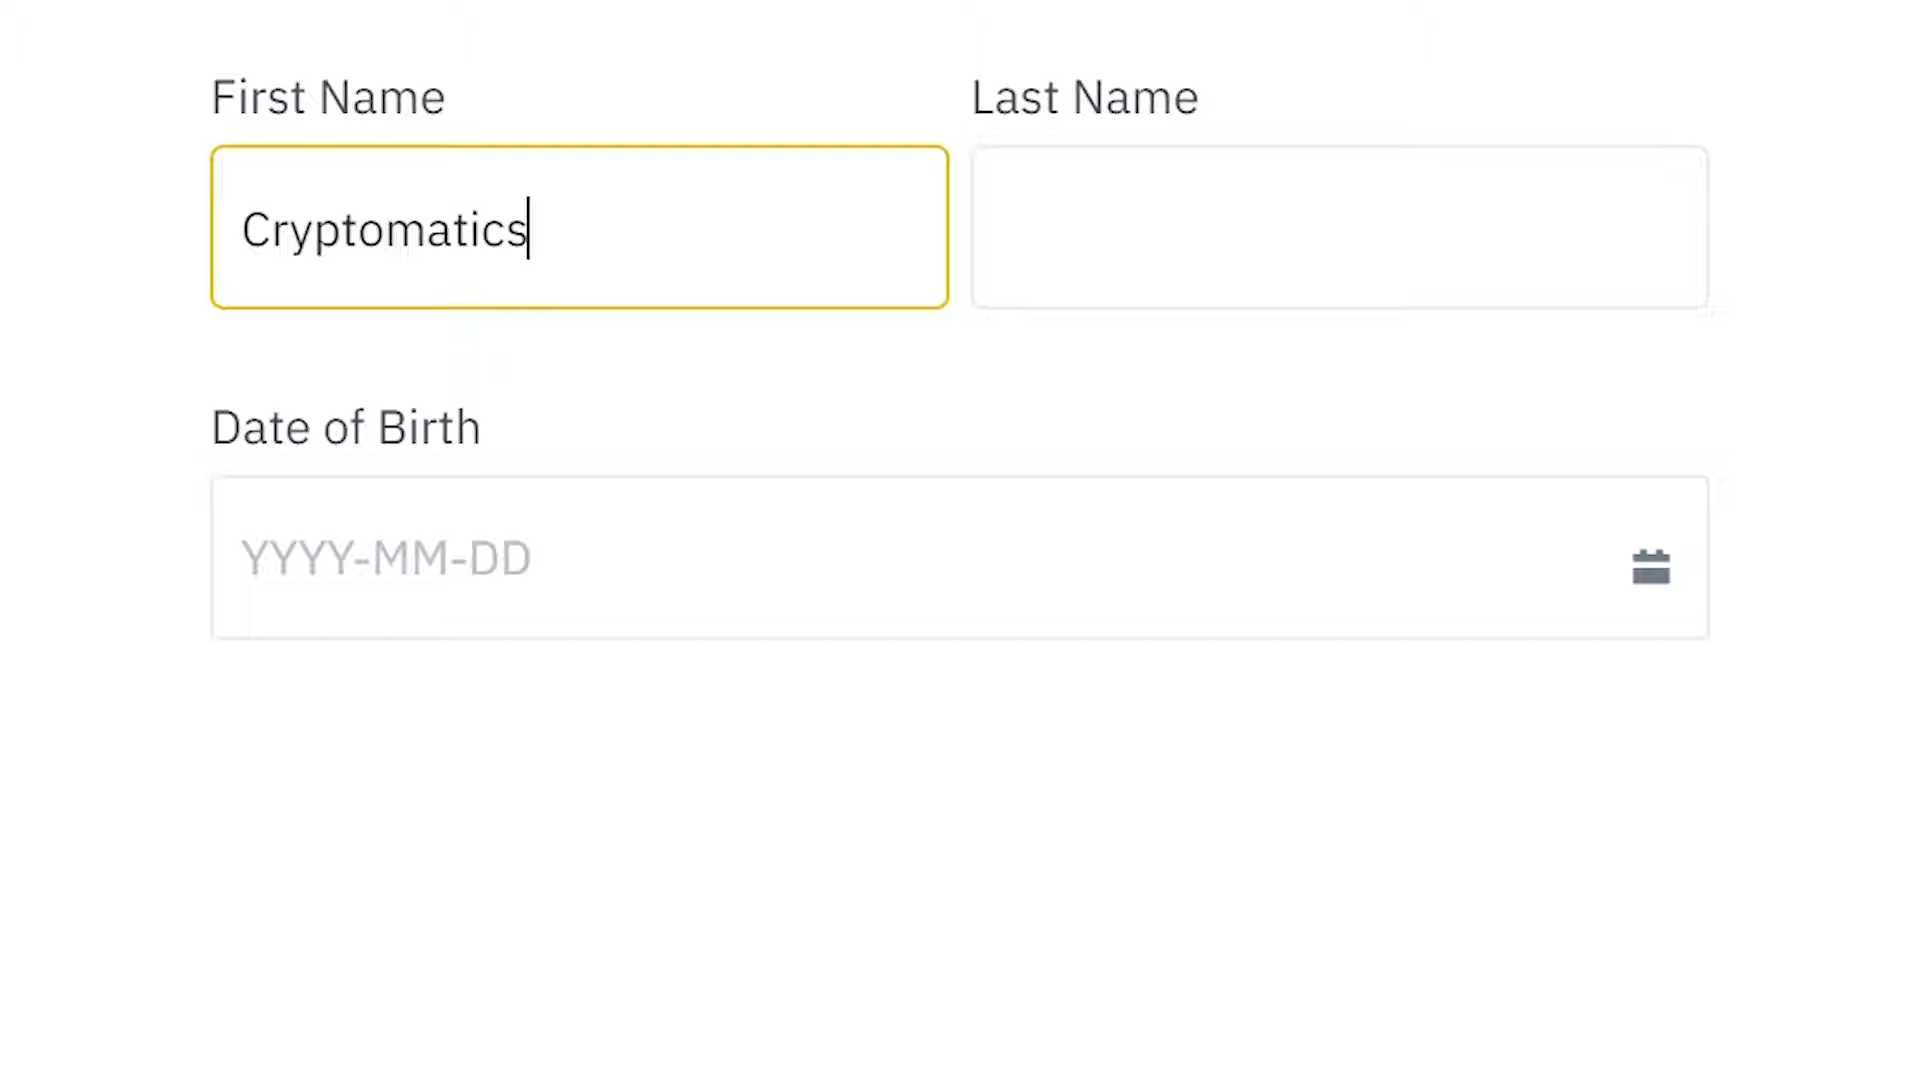 First Name
Last Name
Cryptomatics
Date of Birth
YYYY-MM-DD